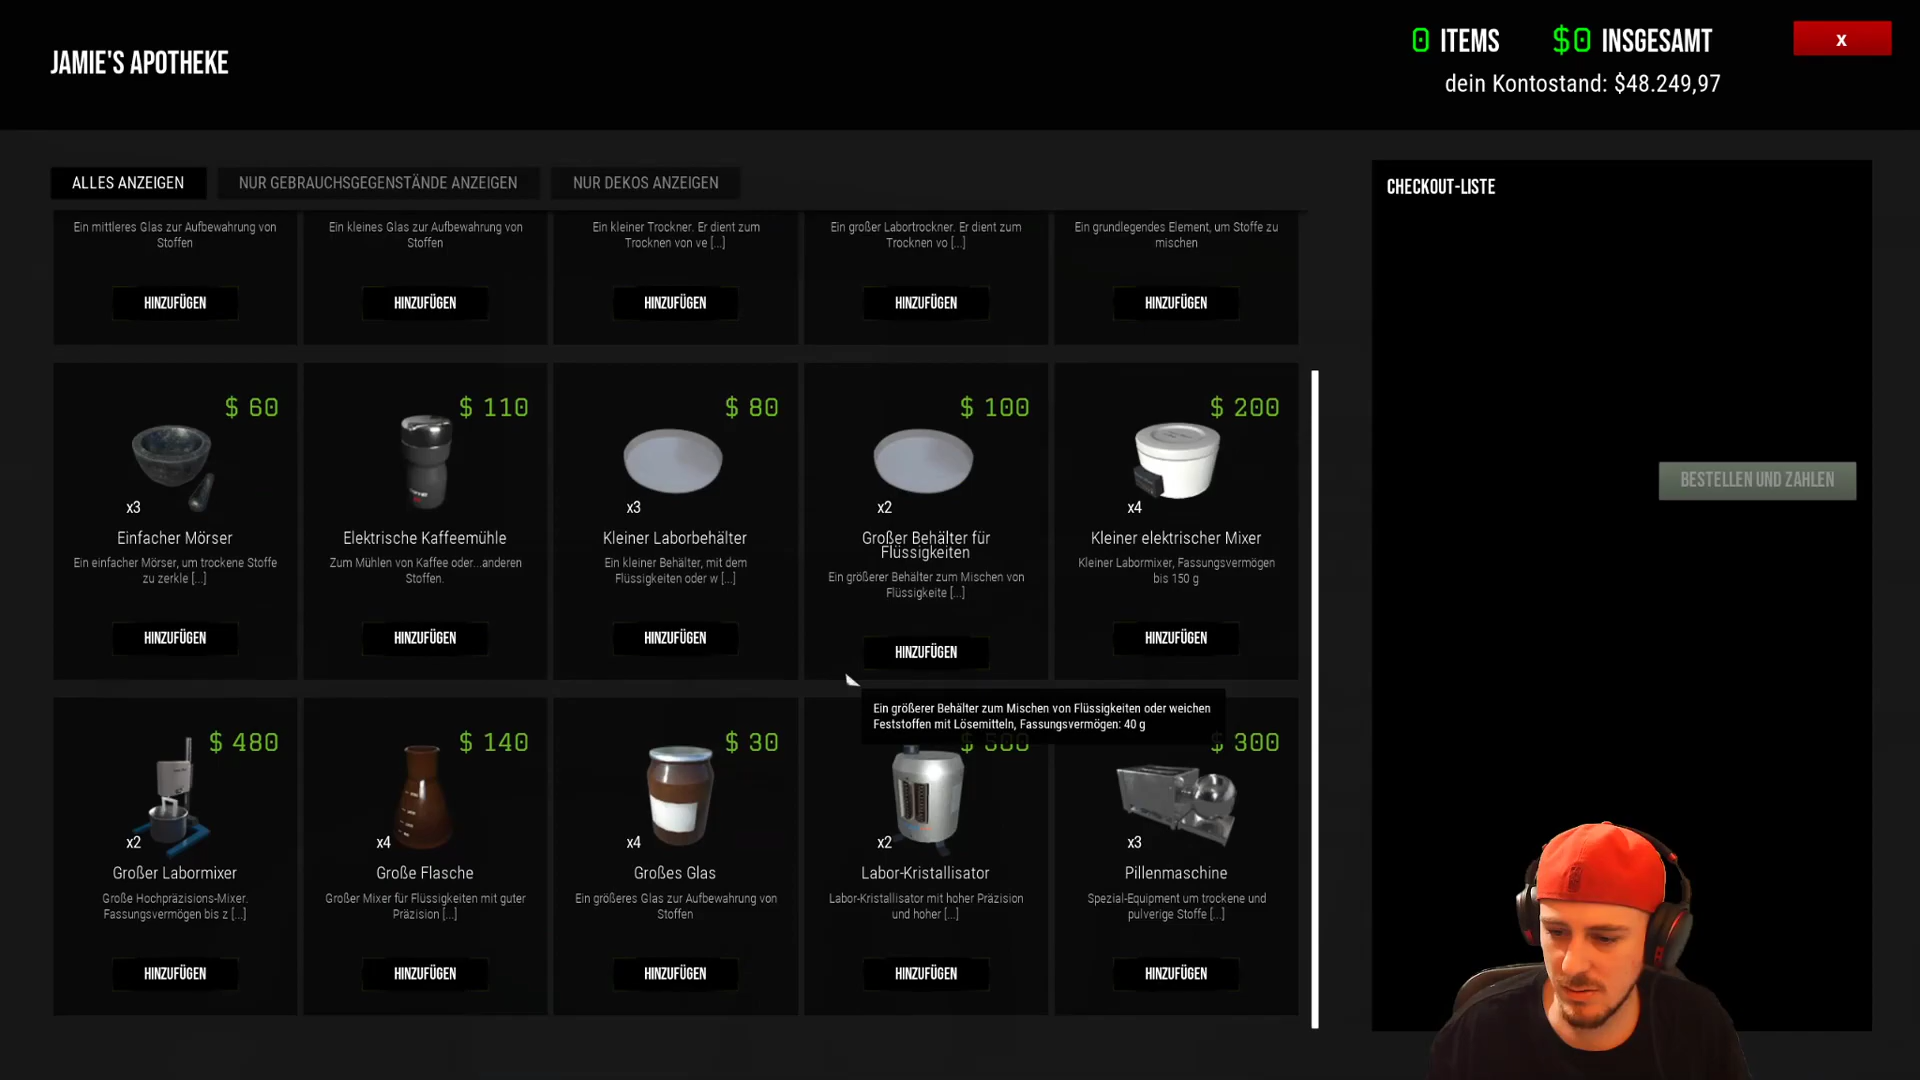 JAMIE'S APOTHEKE
0 ITEMS $0 INSGESAMT
x
dein Kontostand: $48.249,97
ALLES ANZEIGEN
NUR GEBRAUCHSGEGENSTÄNDE ANZEIGEN
NUR DEKOS ANZEIGEN
CHECKOUT-LISTE
Ein mittleres Glas zur Aufbewahrung von
Stoffen
HINZUFÜGEN
Ein kleines Glas zur Aufbewahrung von
Stoffen
HINZUFÜGEN
Ein kleiner Trockner. Er dient zum
Trocknen von ve [...]
HINZUFÜGEN
Ein großer Labortrockner. Er dient zum
Trocknen vo [...]
HINZUFÜGEN
Ein grundlegendes Element, um Stoffe zu
mischen
HINZUFÜGEN
$ 60
x3
Einfacher Mörser
Ein einfacher Mörser, um trockene Stoffe
zu zerkle [...]
HINZUFÜGEN
$ 110
Elektrische Kaffeemühle
Zum Mühlen von Kaffee oder...anderen
Stoffen.
HINZUFÜGEN
$ 80
x3
Kleiner Laborbehälter
Ein kleiner Behälter, mit dem
Flüssigkeiten oder w [...]
HINZUFÜGEN
$ 100
x2
Großer Behälter für
Flüssigkeiten
Ein größerer Behälter zum Mischen von
Flüssigkeite [...]
HINZUFÜGEN
$ 200
x4
Kleiner elektrischer Mixer
Kleiner Labormixer, Fassungsvermögen
bis 150 g
HINZUFÜGEN
BESTELLEN UND ZAHLEN
Ein größerer Behälter zum Mischen von Flüssigkeiten oder weichen
Feststoffen mit Lösemitteln, Fassungsvermögen: 40 g
$ 480
x2
Großer Labormixer
Große Hochpräzisions-Mixer.
Fassungsvermögen bis z [...]
HINZUFÜGEN
$ 140
x4
Große Flasche
Großer Mixer für Flüssigkeiten mit guter
Präzision [...]
HINZUFÜGEN
$ 30
x4
Großes Glas
Ein größeres Glas zur Aufbewahrung von
Stoffen
HINZUFÜGEN
$ 500
x2
Labor-Kristallisator
Labor-Kristallisator mit hoher Präzision
und hoher [...]
HINZUFÜGEN
$ 300
x3
Pillenmaschine
Spezial-Equipment um trockene und
pulverige Stoffe [...]
HINZUFÜGEN